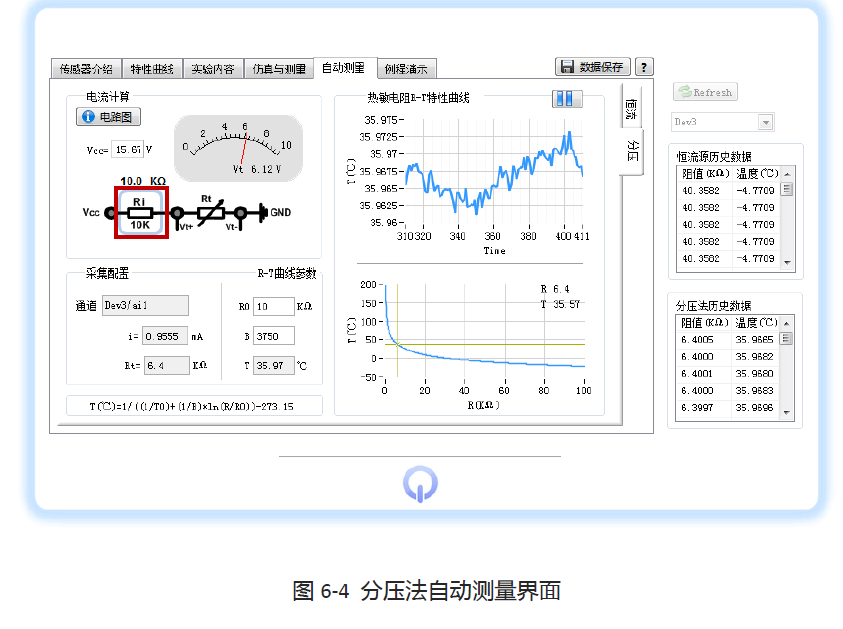 传感器介绍 特性曲线 实验内容 仿真与测量 自动测量 例程演示 数据保存 ?
电流计算
电路图
Vcc= 15.67 V
0 2 4 6 8 10
Vt 6.12 V
10.0 KΩ
Vcc Ri 10K Vt+ Rt Vt- GND
采集配置
通道 Dev3/ai1
i= 0.9555 mA
Rt= 6.4 KΩ
R-T曲线参数
R0 10 KΩ
B 3750
T 35.97 ℃
T(℃)=1/((1/T0)+(1/B)*ln(R/R0))-273.15
热敏电阻R-T特性曲线
T(℃)
35.975
35.9725
35.97
35.9675
35.965
35.9625
35.96
310 320 340 360 380 400 411
Time
T(℃)
200
150
100
50
0
-50
R 6.4
T 35.57
0 20 40 60 80 100
R(KΩ)
恒流
分压
Refresh
Dev3
恒流源历史数据
阻值(KΩ) 温度(℃)
40.3582 -4.7709
40.3582 -4.7709
40.3582 -4.7709
40.3582 -4.7709
40.3582 -4.7709
分压法历史数据
阻值(KΩ) 温度(℃)
6.4005 35.9665
6.4000 35.9682
6.4001 35.9680
6.4000 35.9683
6.3997 35.9696
图 6-4 分压法自动测量界面